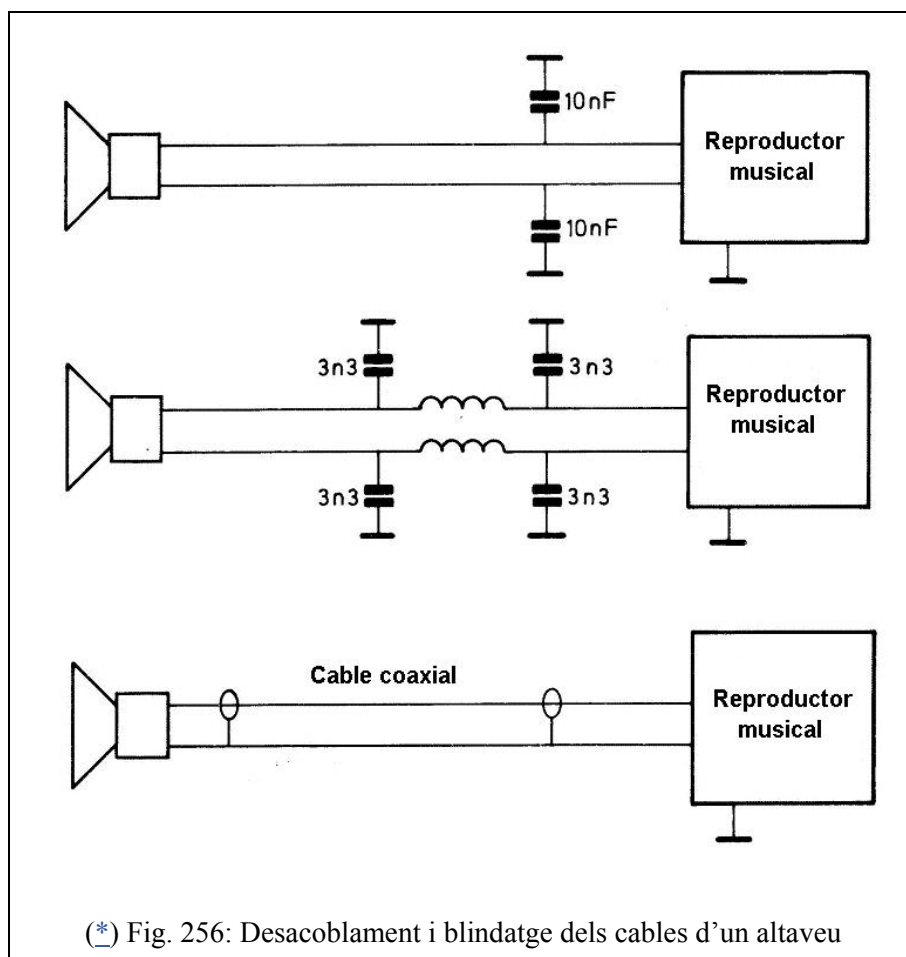 10nF
Reproductor
musical
10nF
3n3
3n3
Reproductor
musical
3n3
3n3
Cable coaxial
Reproductor
musical
(*) Fig. 256: Desacoblament i blindatge dels cables d’un altaveu